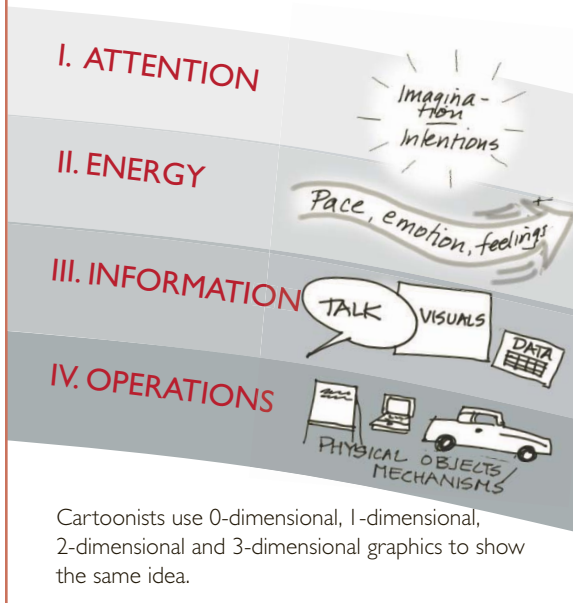 I. ATTENTION
Imagina-
tion
Intentions
II. ENERGY
Pace, emotion, feelings
III. INFORMATION
TALK
VISUALS
DATA
IV. OPERATIONS
PHYSICAL OBJECTS/
MECHANISMS
Cartoonists use 0-dimensional, 1-dimensional,
2-dimensional and 3-dimensional graphics to show
the same idea.